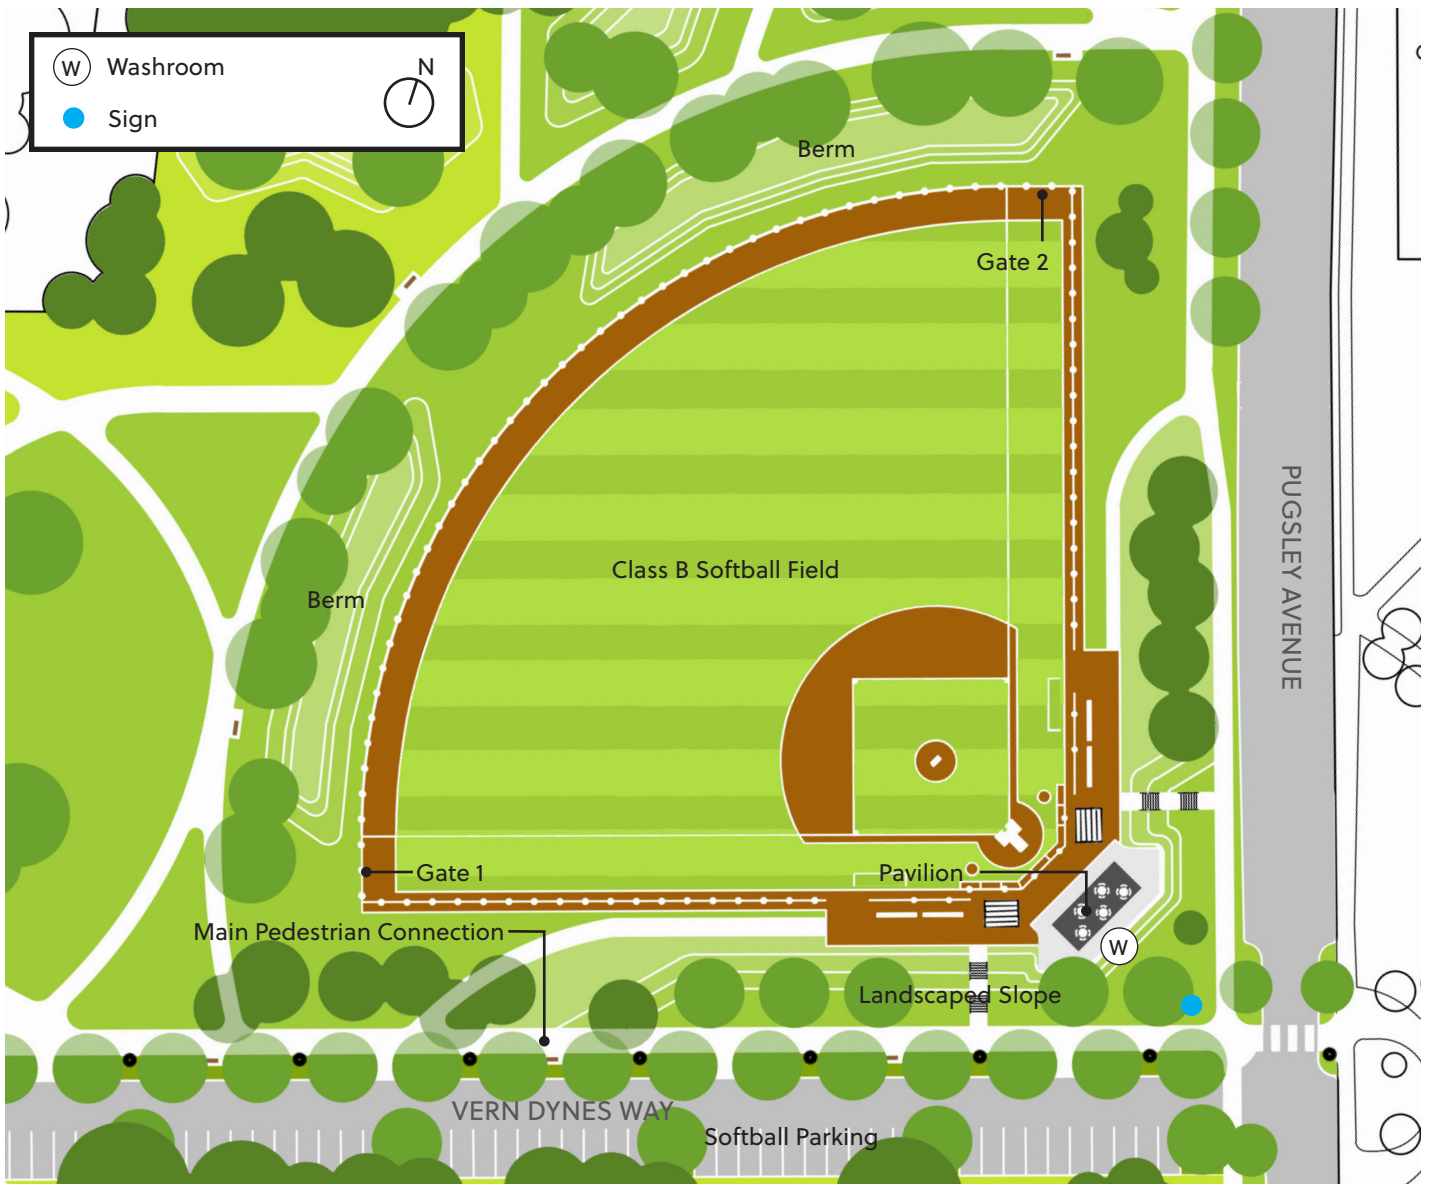 W Washroom
N
Sign
Berm
Gate 2
PUGSLEY AVENUE
Class B Softball Field
Berm
Gate 1
Pavilion
Main Pedestrian Connection
W
Landscaped Slope
VERN DYNES WAY
Softball Parking